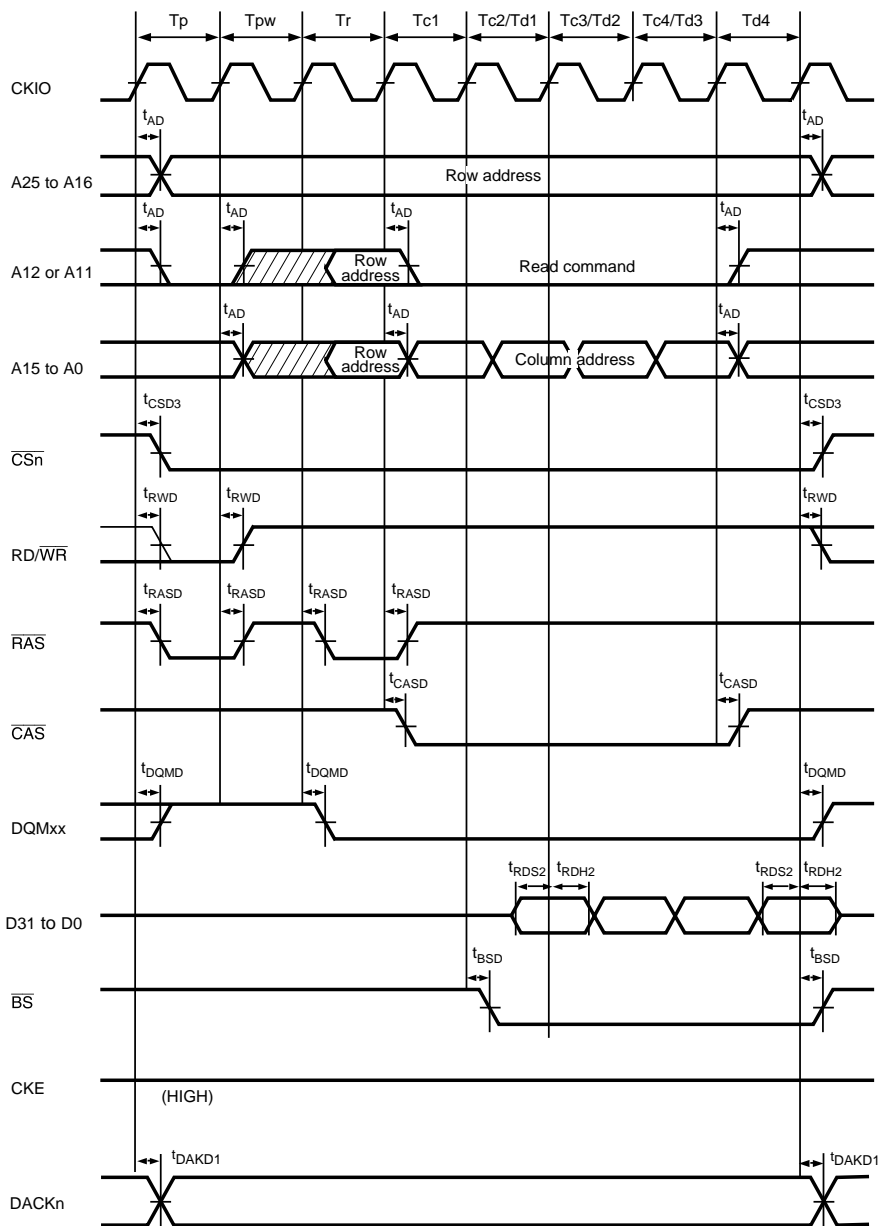 Tp Tpw Tr Tc1 Tc2/Td1 Tc3/Td2 Tc4/Td3 Td4
CKIO
tAD tAD
A25 to A16 Row address
tAD tAD tAD tAD
A12 or A11 Row address Read command
tAD tAD tAD
A15 to A0 Row address Column address
tCSD3 tCSD3
CSn
tRWD tRWD tRWD
RD/WR
tRASD tRASD tRASD tRASD
RAS
tCASD tCASD
CAS
tDQMD tDQMD tDQMD
DQMxx
tRDS2 tRDH2 tRDS2 tRDH2
D31 to D0
tBSD tBSD
BS
CKE
(HIGH)
tDAKD1 tDAKD1
DACKn